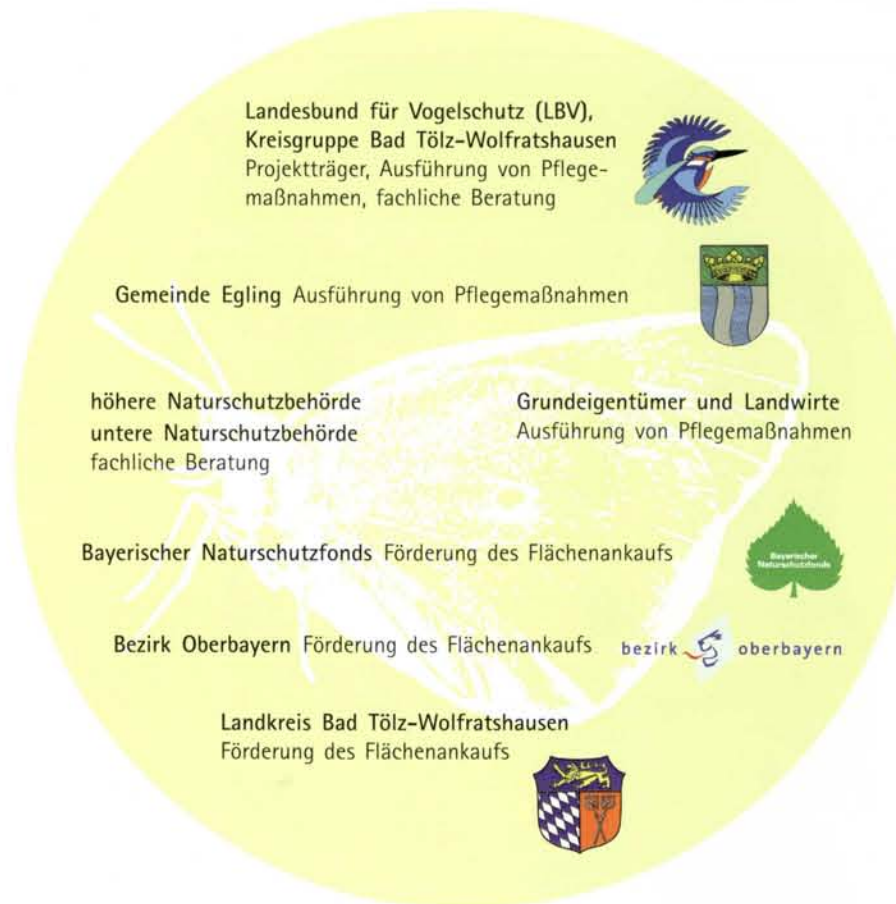 Landesbund für Vogelschutz (LBV),
Kreisgruppe Bad Tölz-Wolfratshausen
Projektträger, Ausführung von Pflege-
maßnahmen, fachliche Beratung
Gemeinde Egling Ausführung von Pflegemaßnahmen
höhere Naturschutzbehörde
untere Naturschutzbehörde
fachliche Beratung
Grundeigentümer und Landwirte
Ausführung von Pflegemaßnahmen
Bayerischer Naturschutzfonds Förderung des Flächenankaufs
Bayerischer
Naturschutzfonds
Bezirk Oberbayern Förderung des Flächenankaufs
bezirk oberbayern
Landkreis Bad Tölz-Wolfratshausen
Förderung des Flächenankaufs